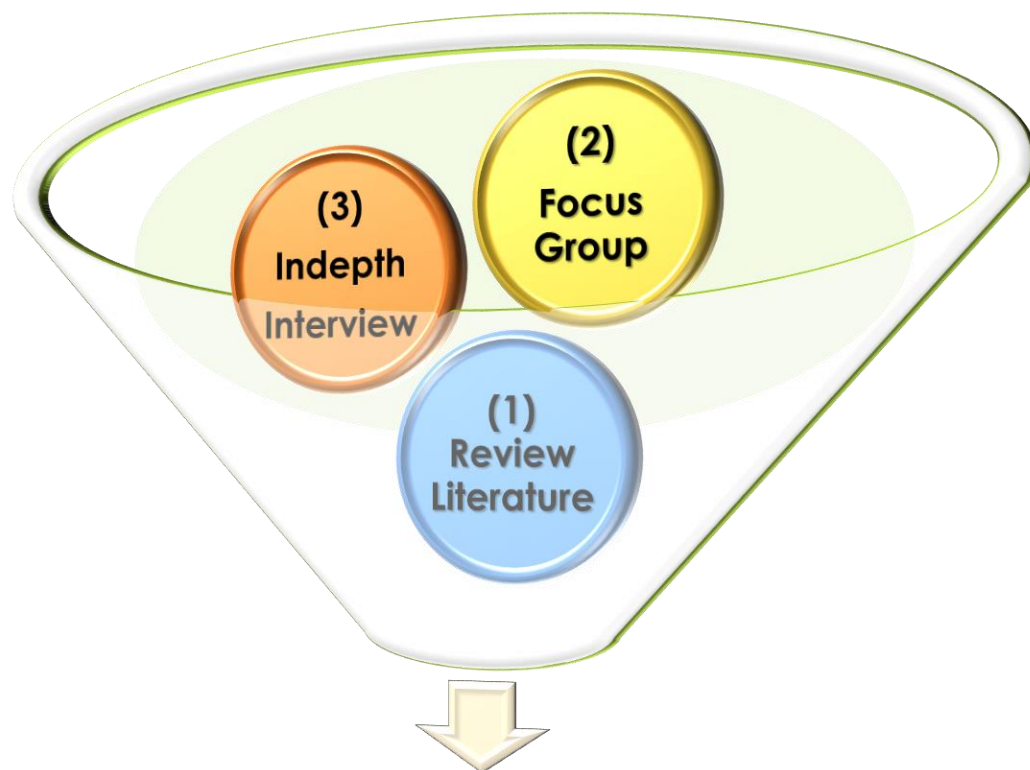 (2)
Focus
Group
(3)
Indepth
Interview
(1)
Review
Literature